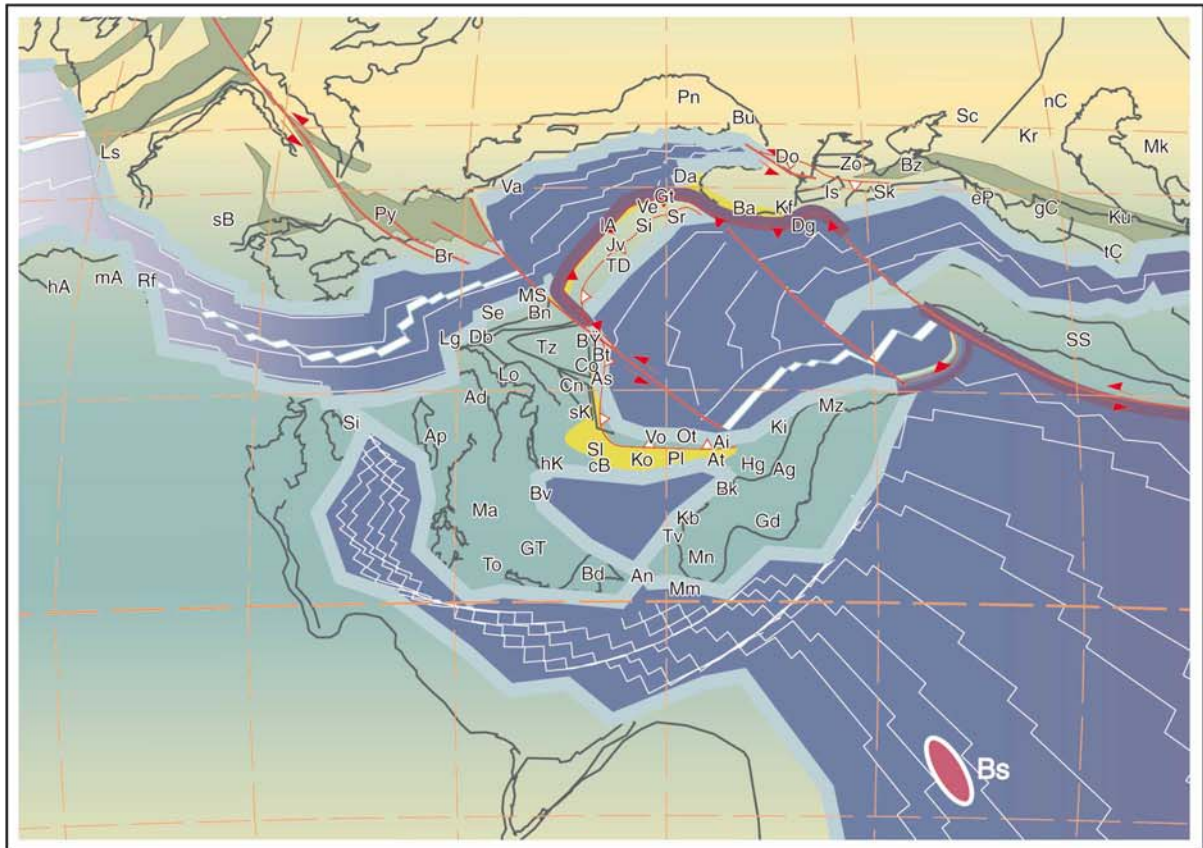 Pn
nC
Sc
Bu
Kr
Mk
Ls
Do
Zo
Bz
Da
Va
Is
Sk
Gt
eP
Py
Ve
Ba
Kf
gC
Ku
sB
Sr
Si
Dg
Jv
tC
Br
TD
hA
mA
Rf
MS
Se
Bn
Lg
Db
Tz
Bt
SS
Co
Lo
As
Cn
Ad
sK
Mz
Si
Ki
Ap
Vo
Ot
Ai
Sl
cB
Ko
Pl
At
hK
Hg
Ag
Bv
Bk
Ma
Kb
Gd
Tv
GT
To
Bd
An
Mn
Mm
Bs